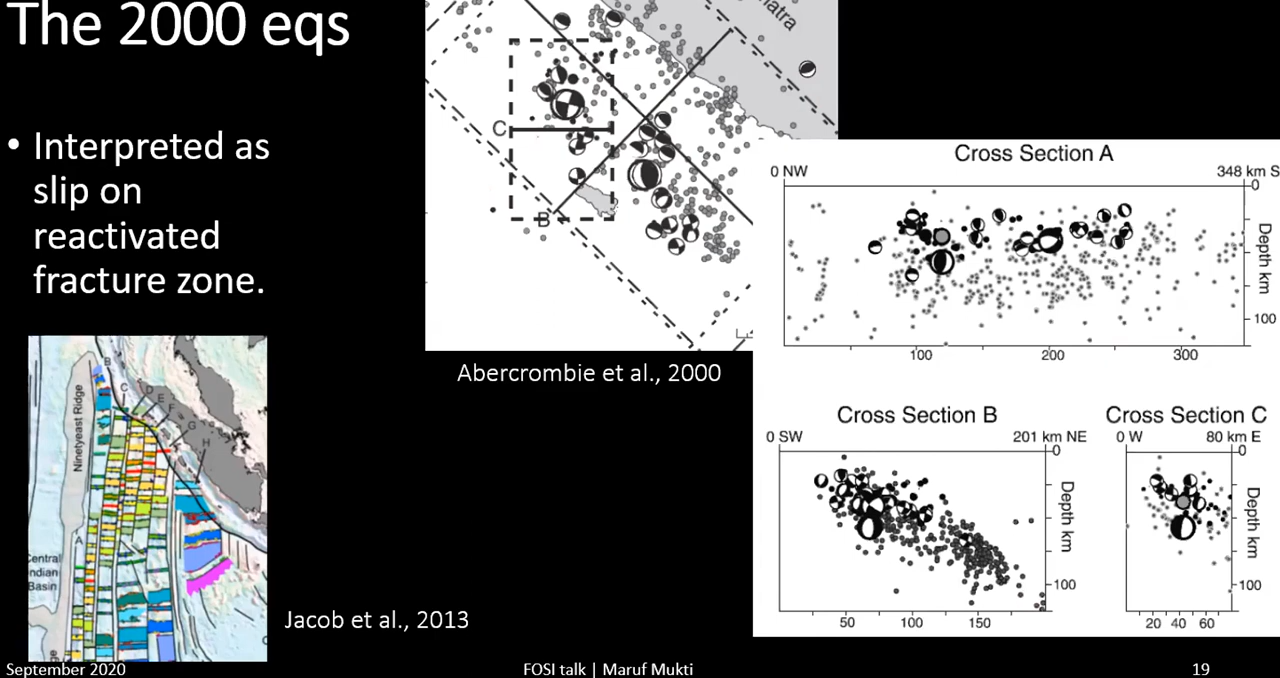 The 2000 eqs
• Interpreted as
slip on
reactivated
fracture zone.
C
B
Abercrombie et al., 2000
Cross Section A
0 NW
348 km S
0
Depth km
100
100
200
300
Cross Section B
0 SW
201 km NE
0
Depth km
100
50
100
150
Cross Section C
0 W
80 km E
0
Depth km
100
20
40
60
Ninetyeast Ridge
B
C
D
E
F
G
H
A
Basin
Jacob et al., 2013
September 2020
FOSI talk | Maruf Mukti
19